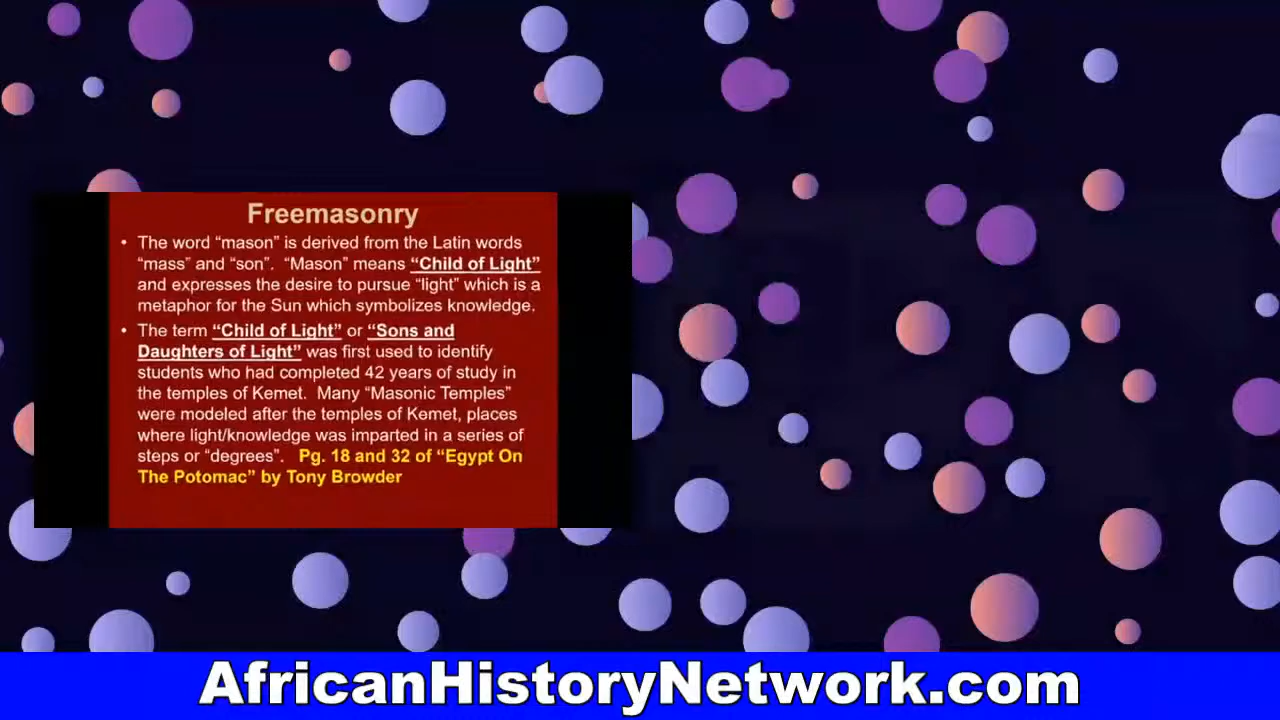 Freemasonry
• The word “mason” is derived from the Latin words
“mass” and “son”. “Mason” means “Child of Light”
and expresses the desire to pursue “light” which is a
metaphor for the Sun which symbolizes knowledge.
• The term “Child of Light” or “Sons and
Daughters of Light” was first used to identify
students who had completed 42 years of study in
the temples of Kemet. Many “Masonic Temples”
were modeled after the temples of Kemet, places
where light/knowledge was imparted in a series of
steps or “degrees”. Pg. 18 and 32 of “Egypt On
The Potomac” by Tony Browder
AfricanHistoryNetwork.com